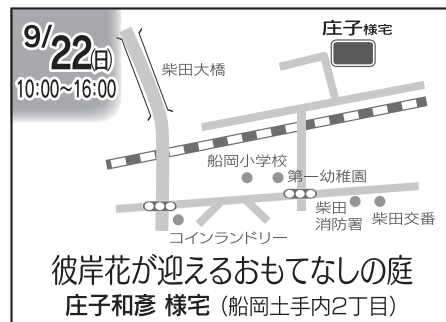 9/22(日)
10:00~16:00
庄子様宅
柴田大橋
船岡小学校
第一幼稚園
柴田
消防署
柴田交番
コインランドリー
彼岸花が迎えるおもてなしの庭
庄子和彦 様宅 (船岡土手内2丁目)